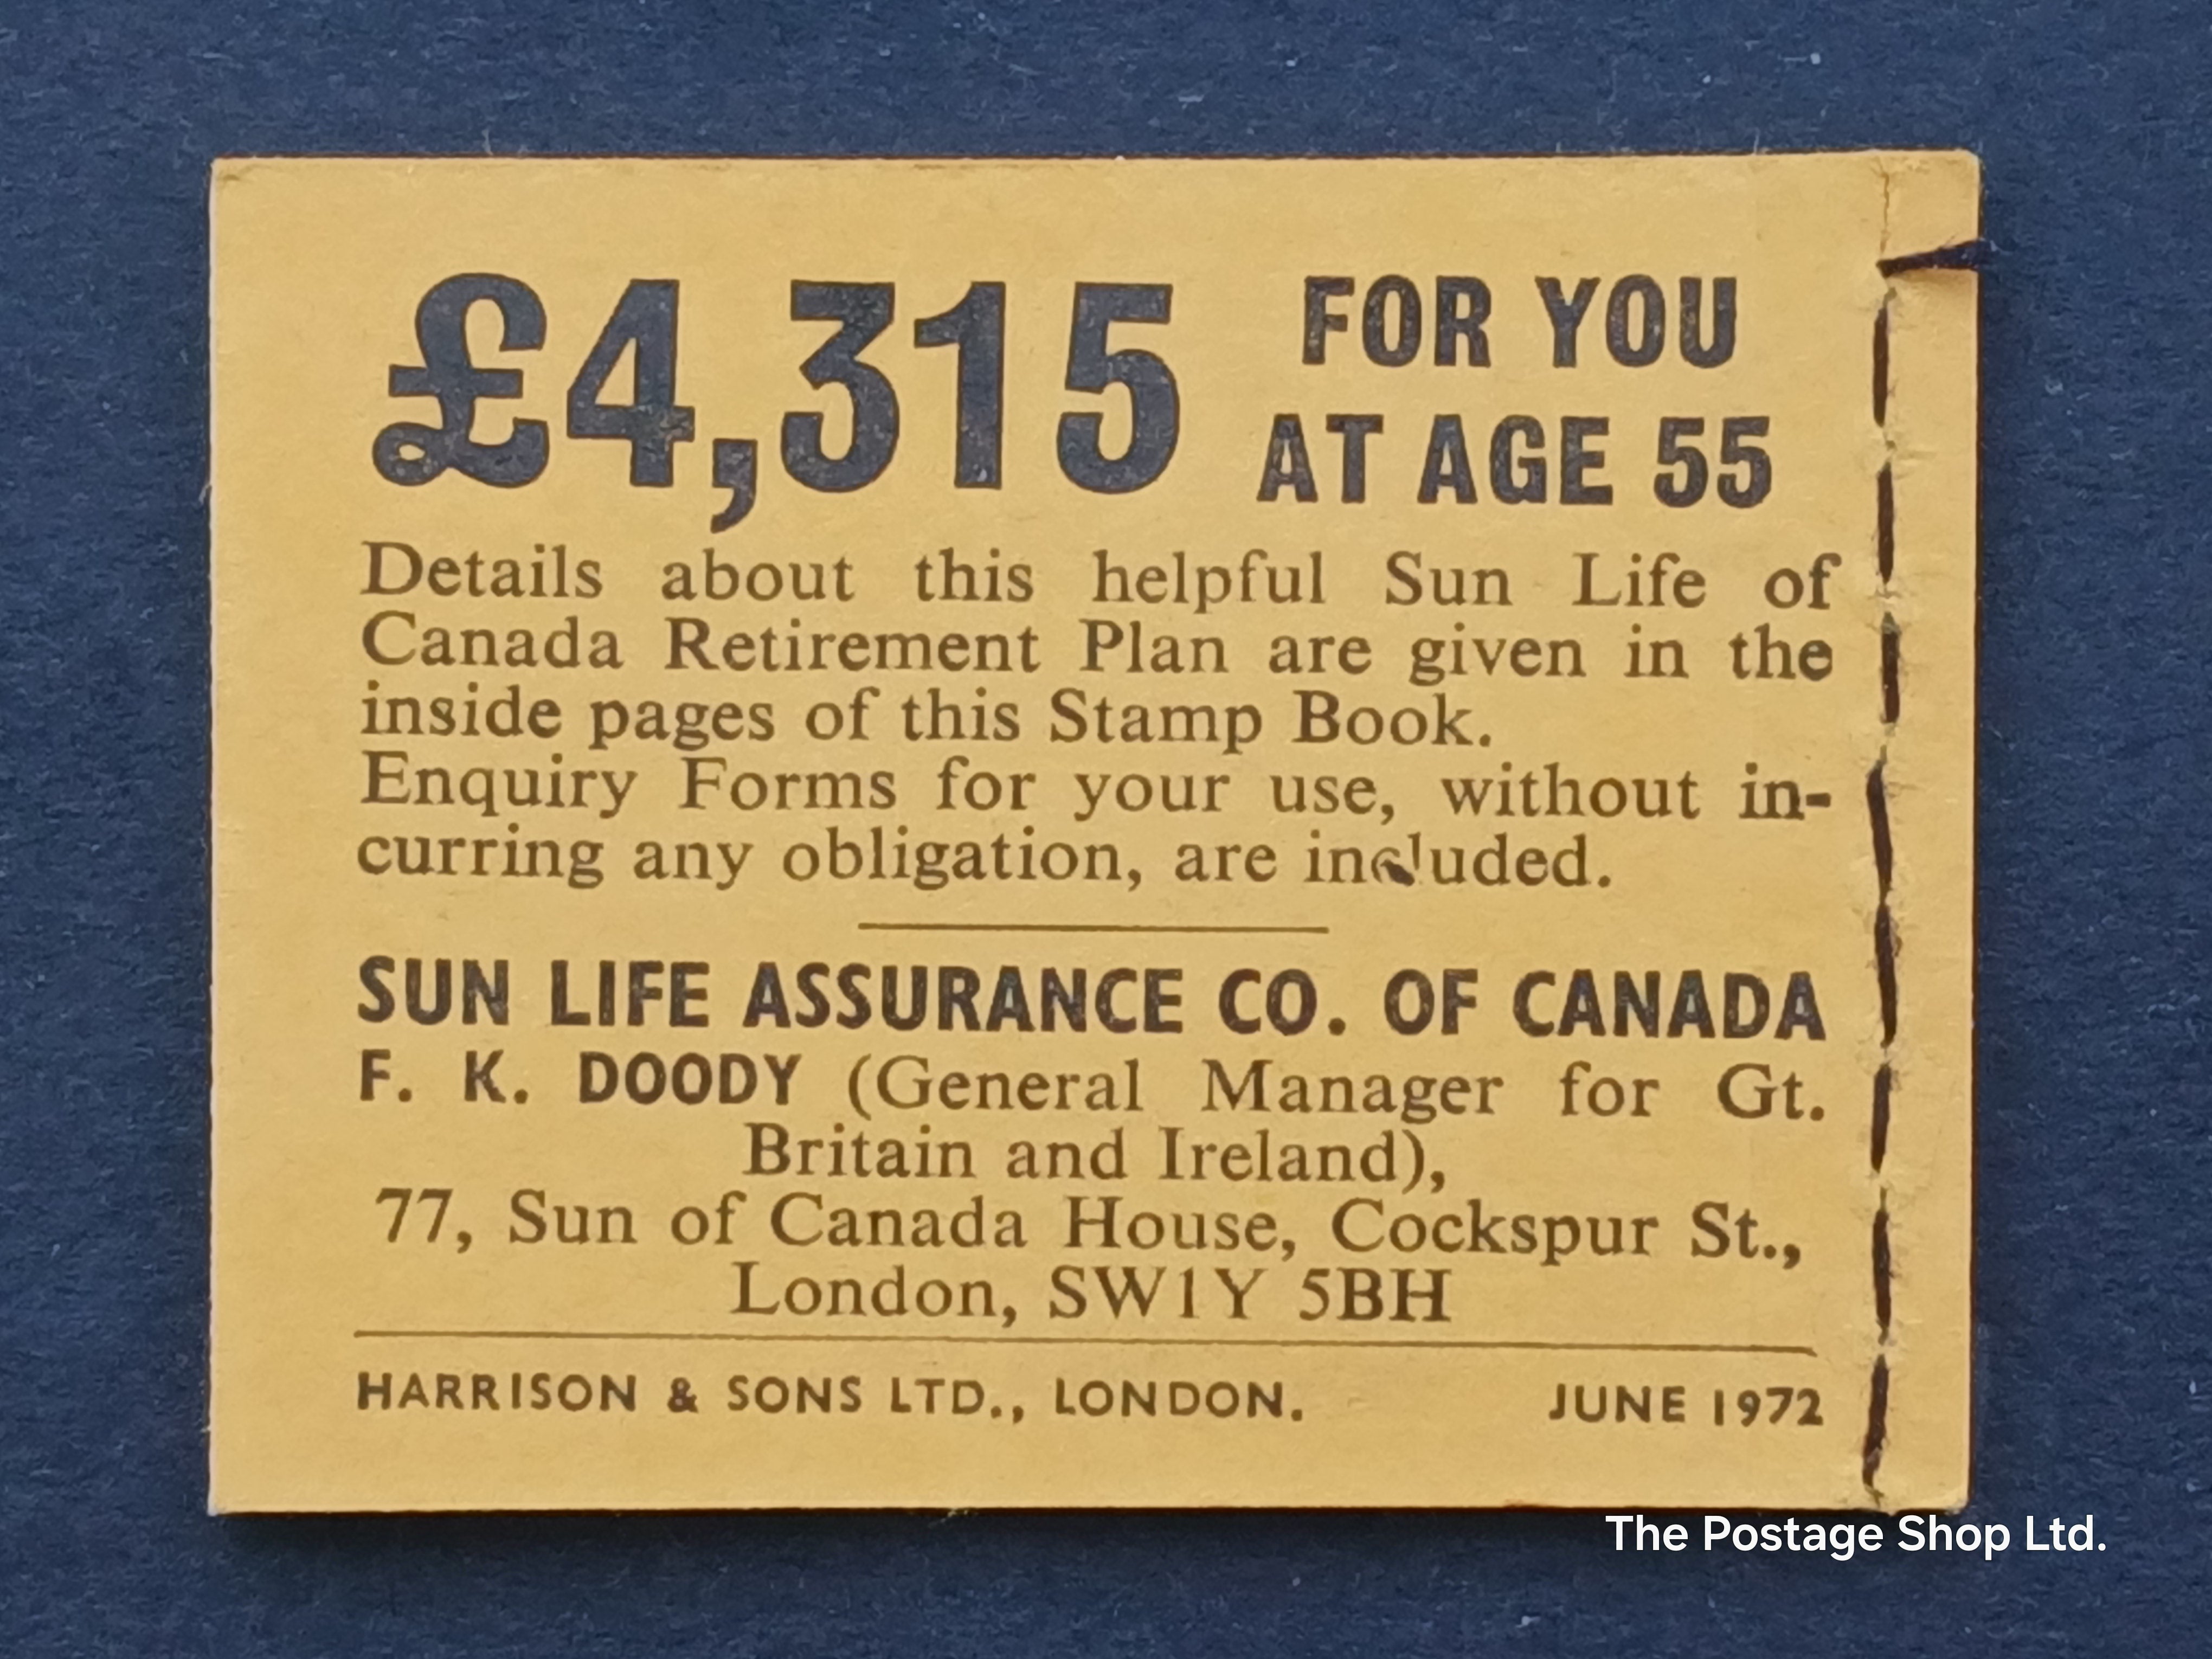 £4,315 FOR YOU
AT AGE 55
Details about this helpful Sun Life of
Canada Retirement Plan are given in the
inside pages of this Stamp Book.
Enquiry Forms for your use, without in-
curring any obligation, are included.
SUN LIFE ASSURANCE CO. OF CANADA
F. K. DOODY (General Manager for Gt.
Britain and Ireland),
77, Sun of Canada House, Cockspur St.,
London, SW1Y 5BH
HARRISON & SONS LTD., LONDON. JUNE 1972
The Postage Shop Ltd.